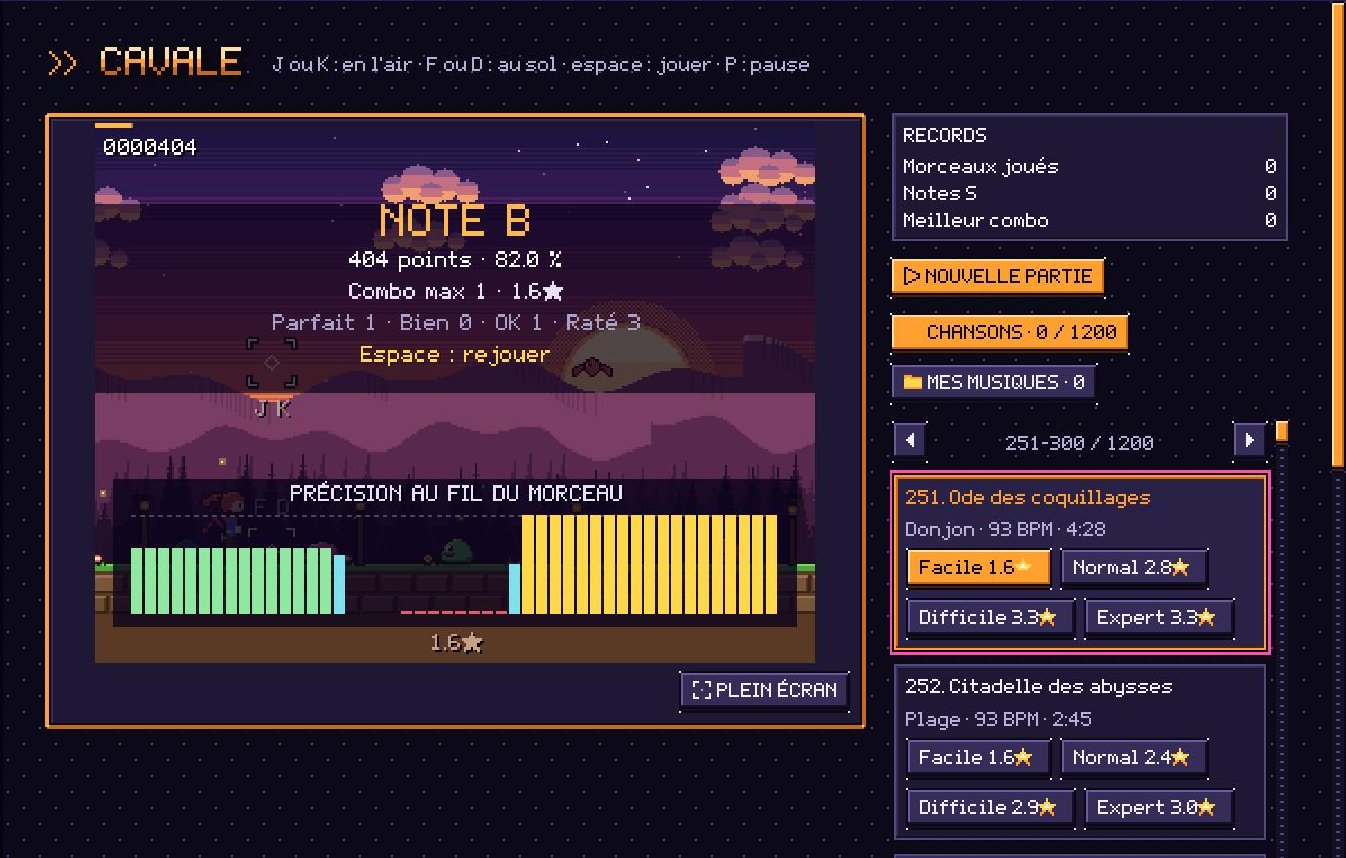 >> CAVALE J ou K : en l'air · F ou D : au sol · espace : jouer · P : pause
0000404
NOTE B
404 points · 82.0 %
Combo max 1 · 1.6★
Parfait 1 · Bien 0 · OK 1 · Raté 3
Espace : rejouer
J K
F D
PRÉCISION AU FIL DU MORCEAU
1.6★
PLEIN ÉCRAN
RECORDS
Morceaux joués 0
Notes S 0
Meilleur combo 0
NOUVELLE PARTIE
CHANSONS · 0 / 1200
MES MUSIQUES · 0
251-300 / 1200
251. Ode des coquillages
Donjon · 93 BPM · 4:28
Facile 1.6★ Normal 2.8★
Difficile 3.3★ Expert 3.3★
252. Citadelle des abysses
Plage · 93 BPM · 2:45
Facile 1.6★ Normal 2.4★
Difficile 2.9★ Expert 3.0★